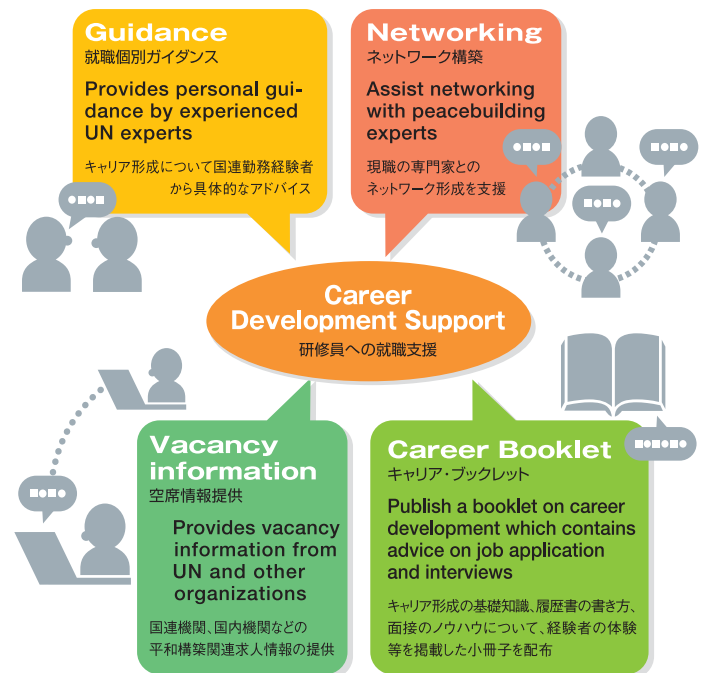 Guidance
就職個別ガイダンス
Provides personal gui-
dance by experienced
UN experts
キャリア形成について国連勤務経験者
から具体的なアドバイス
Networking
ネットワーク構築
Assist networking
with peacebuilding
experts
現職の専門家との
ネットワーク形成を支援
Career
Development Support
研修員への就職支援
Vacancy
information
空席情報提供
Provides vacancy
information from
UN and other
organizations
国連機関、国内機関などの
平和構築関連求人情報の提供
Career Booklet
キャリア・ブックレット
Publish a booklet on career
development which contains
advice on job application
and interviews
キャリア形成の基礎知識、履歴書の書き方、
面接のノウハウについて、経験者の体験
等を掲載した小冊子を配布